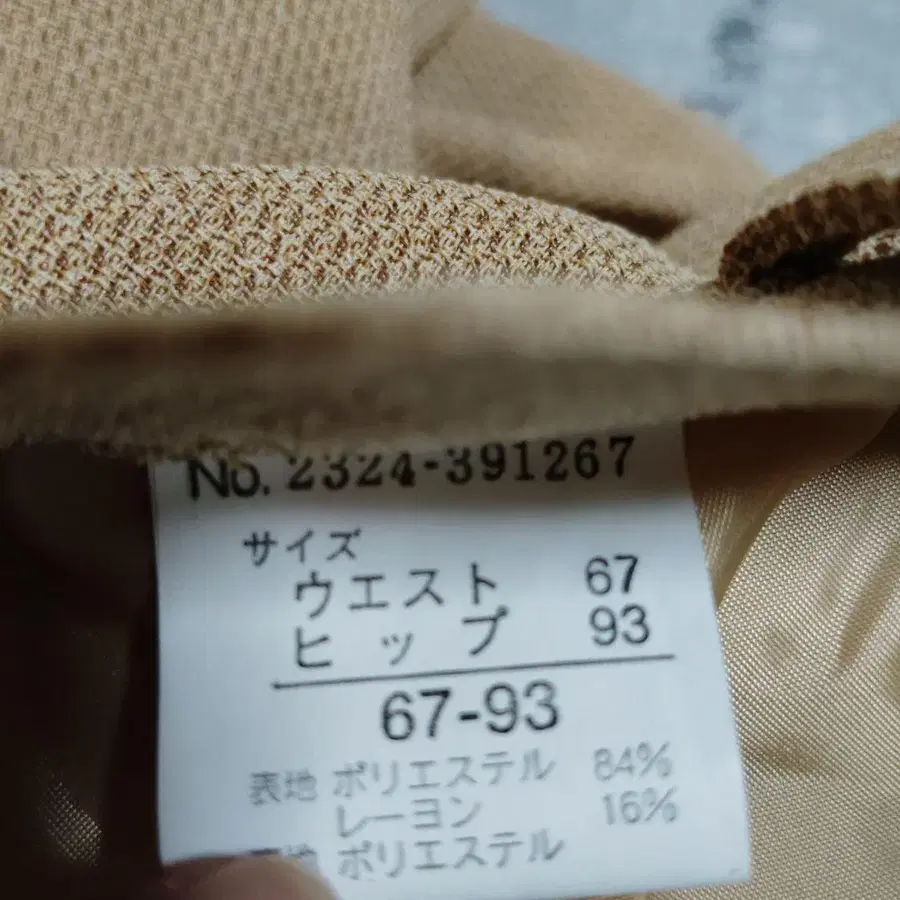 No. 2324-391267
サイズ
ウエスト 67
ヒップ 93
67-93
表地 ポリエステル 84%
レーヨン 16%
ポリエステル